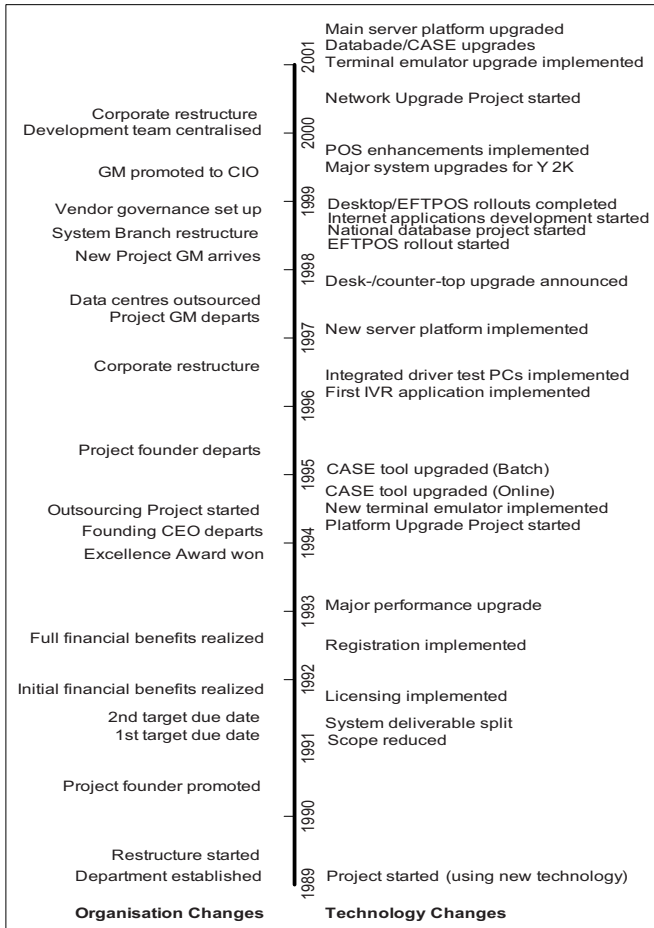 Main server platform upgraded
Databade/CASE upgrades
2001
Terminal emulator upgrade implemented
Network Upgrade Project started
Corporate restructure
Development team centralised
2000
POS enhancements implemented
Major system upgrades for Y 2K
GM promoted to CIO
1999
Desktop/EFTPOS rollouts completed
Vendor governance set up
Internet applications development started
System Branch restructure
National database project started
EFTPOS rollout started
New Project GM arrives
1998
Desk-/counter-top upgrade announced
Data centres outsourced
Project GM departs
1997
New server platform implemented
Corporate restructure
Integrated driver test PCs implemented
First IVR application implemented
1996
Project founder departs
1995
CASE tool upgraded (Batch)
CASE tool upgraded (Online)
Outsourcing Project started
New terminal emulator implemented
Founding CEO departs
Platform Upgrade Project started
1994
Excellence Award won
1993
Major performance upgrade
Full financial benefits realized
Registration implemented
1992
Initial financial benefits realized
Licensing implemented
2nd target due date
System deliverable split
1st target due date
Scope reduced
1991
Project founder promoted
1990
Restructure started
Department established
1989
Project started (using new technology)
Organisation Changes
Technology Changes